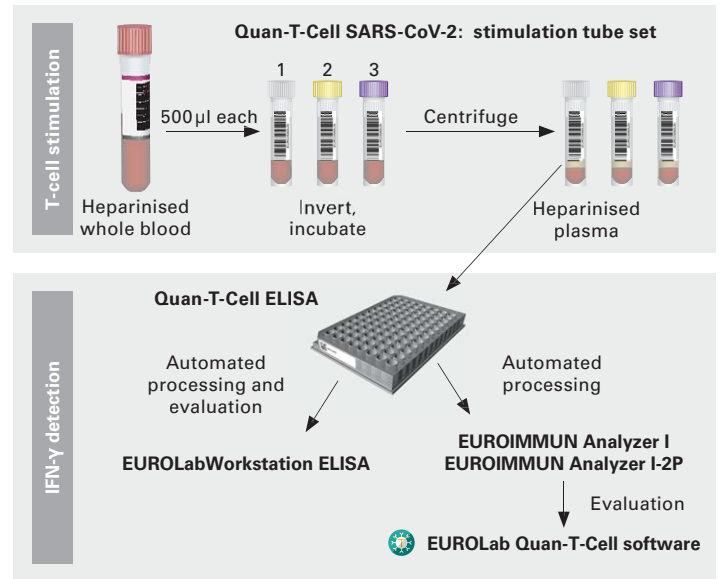 T-cell stimulation
Quan-T-Cell SARS-CoV-2: stimulation tube set
1 2 3
500 µl each
Centrifuge
Heparinised
whole blood
Invert,
incubate
Heparinised
plasma
IFN-γ detection
Quan-T-Cell ELISA
Automated
processing and
evaluation
Automated
processing
EUROLabWorkstation ELISA
EUROIMMUN Analyzer I
EUROIMMUN Analyzer I-2P
Evaluation
EUROLab Quan-T-Cell software